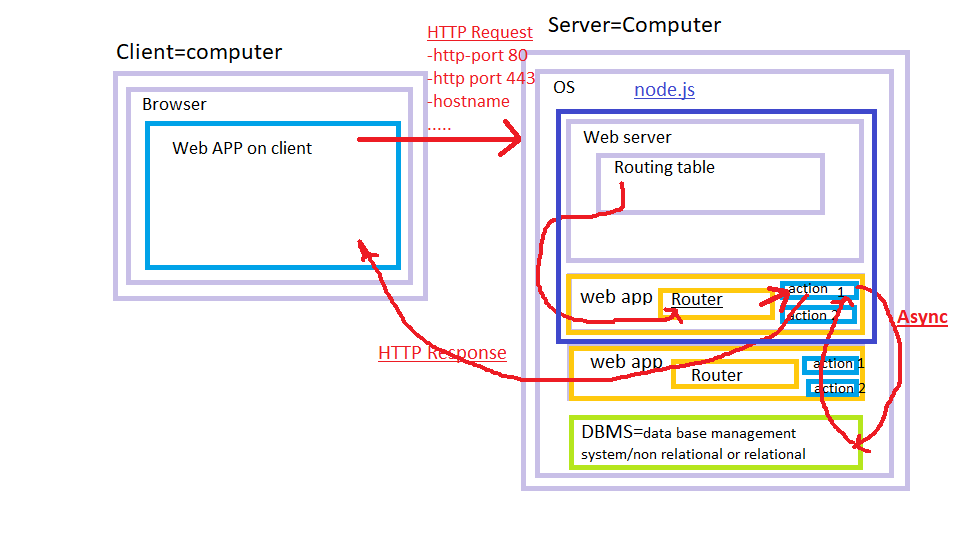 Client=computer
Browser
Web APP on client
HTTP Request
-http-port 80
-http port 443
-hostname
.....
Server=Computer
OS
node.js
Web server
Routing table
web app
Router
action 1
action 2
Async
HTTP Response
web app
Router
action 1
action 2
DBMS=data base management
system/non relational or relational